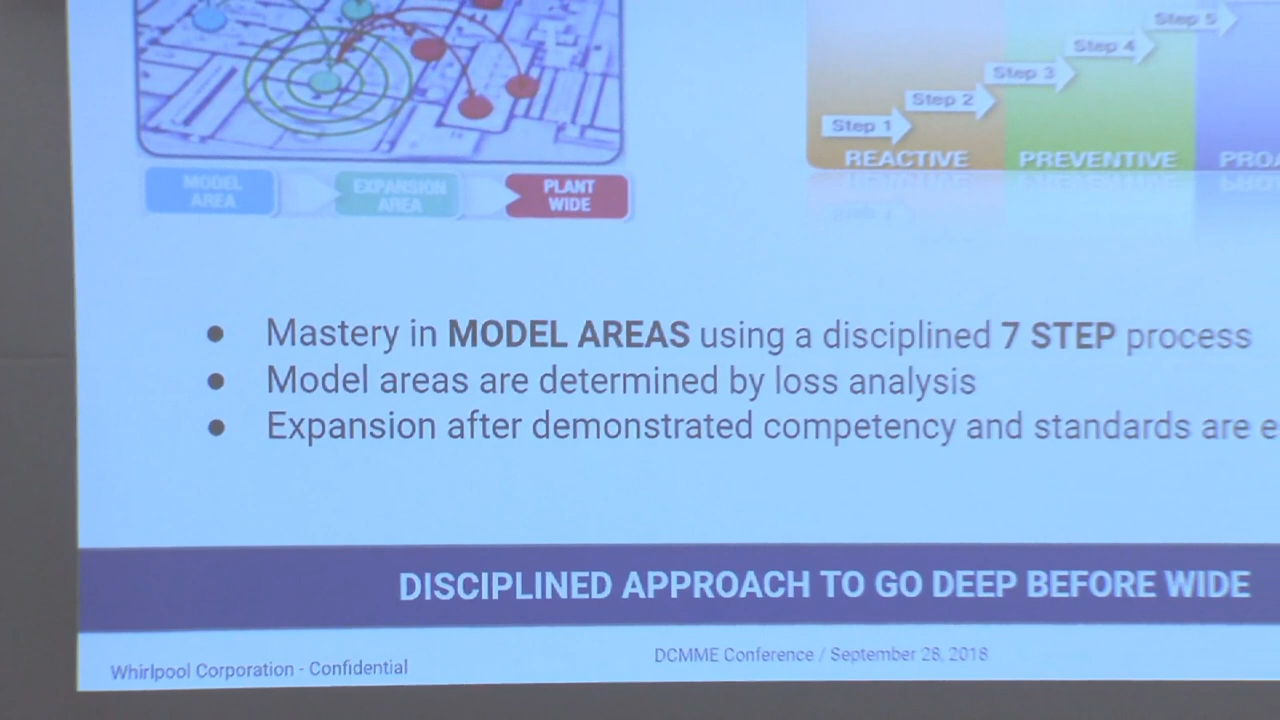 Step 5
Step 4
Step 3
Step 2
Step 1
REACTIVE PREVENTIVE
MODEL AREA
EXPANSION AREA
PLANT WIDE
● Mastery in MODEL AREAS using a disciplined 7 STEP process
● Model areas are determined by loss analysis
● Expansion after demonstrated competency and standards are
DISCIPLINED APPROACH TO GO DEEP BEFORE WIDE
Whirlpool Corporation - Confidential
DCMME Conference / September 28, 2018